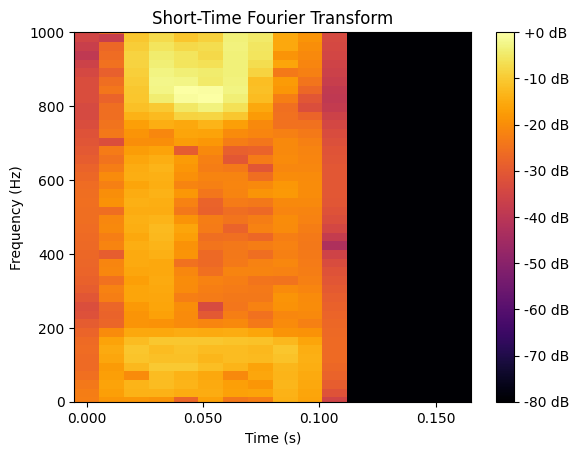 Short-Time Fourier Transform
Frequency (Hz)
1000
800
600
400
200
0
0.000
0.050
0.100
0.150
Time (s)
+0 dB
-10 dB
-20 dB
-30 dB
-40 dB
-50 dB
-60 dB
-70 dB
-80 dB